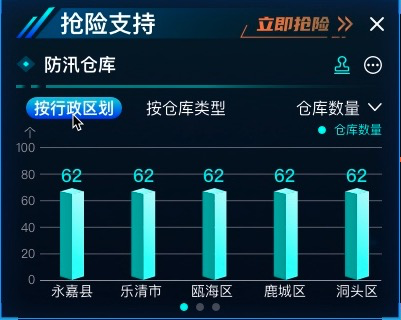 抢险支持 立即抢险
防汛仓库
按行政区划 按仓库类型 仓库数量
个 仓库数量
100
80
60
40
20
0
62 62 62 62 62
永嘉县 乐清市 瓯海区 鹿城区 洞头区